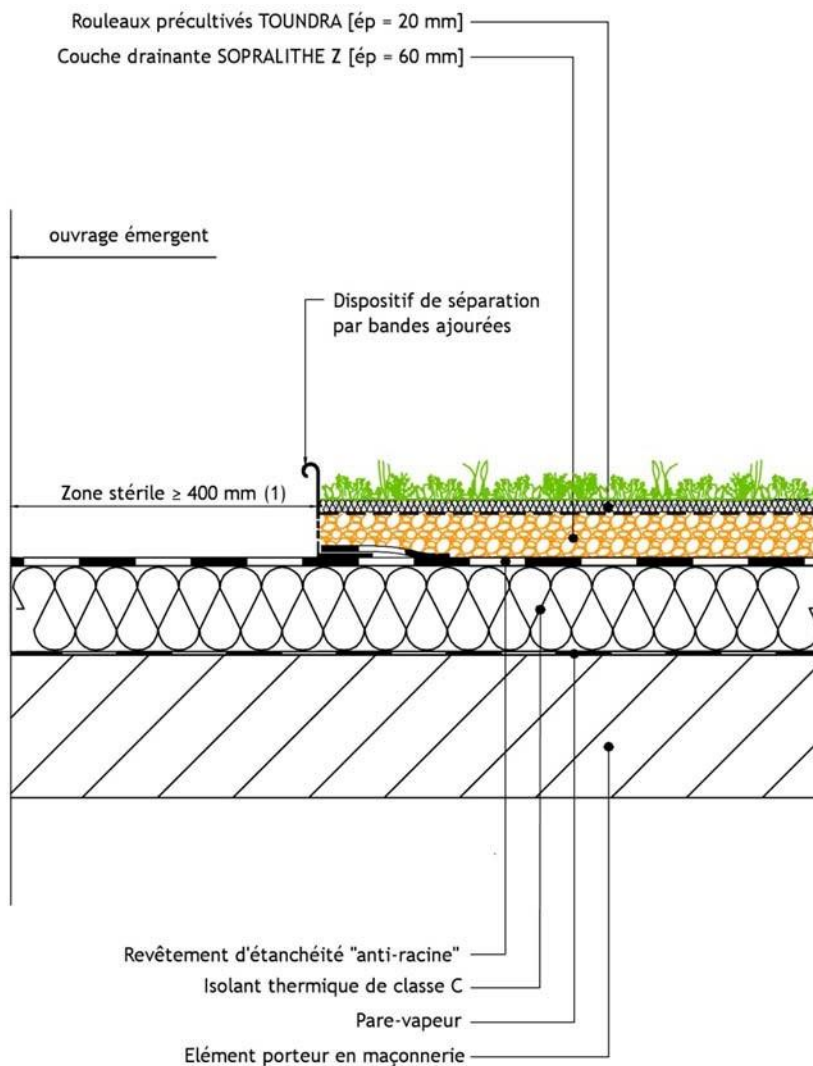 Rouleaux précultivés TOUNDRA [ép = 20 mm]
Couche drainante SOPRALITHE Z [ép = 60 mm]
ouvrage émergent
Dispositif de séparation
par bandes ajourées
Zone stérile ≥ 400 mm (1)
Revêtement d'étanchéité "anti-racine"
Isolant thermique de classe C
Pare-vapeur
Elément porteur en maçonnerie